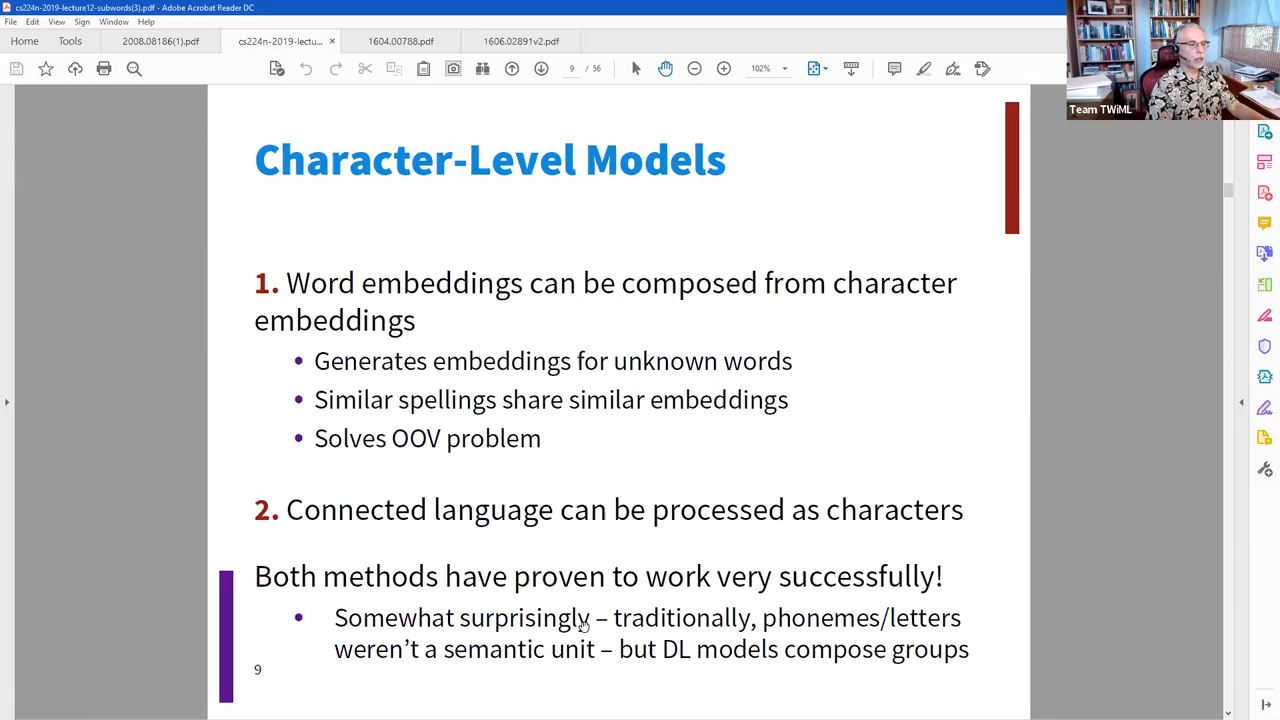 cs224n-2019-lecture12-subwords(3).pdf - Adobe Acrobat Reader DC
File Edit View Sign Window Help
Home Tools 2008.08186(1).pdf cs224n-2019-lectu... × 1604.00788.pdf 1606.02891v2.pdf
9 / 56 102%
Team TWiML
Character-Level Models
1. Word embeddings can be composed from character
embeddings
• Generates embeddings for unknown words
• Similar spellings share similar embeddings
• Solves OOV problem
2. Connected language can be processed as characters
Both methods have proven to work very successfully!
• Somewhat surprisingly – traditionally, phonemes/letters
weren’t a semantic unit – but DL models compose groups
9